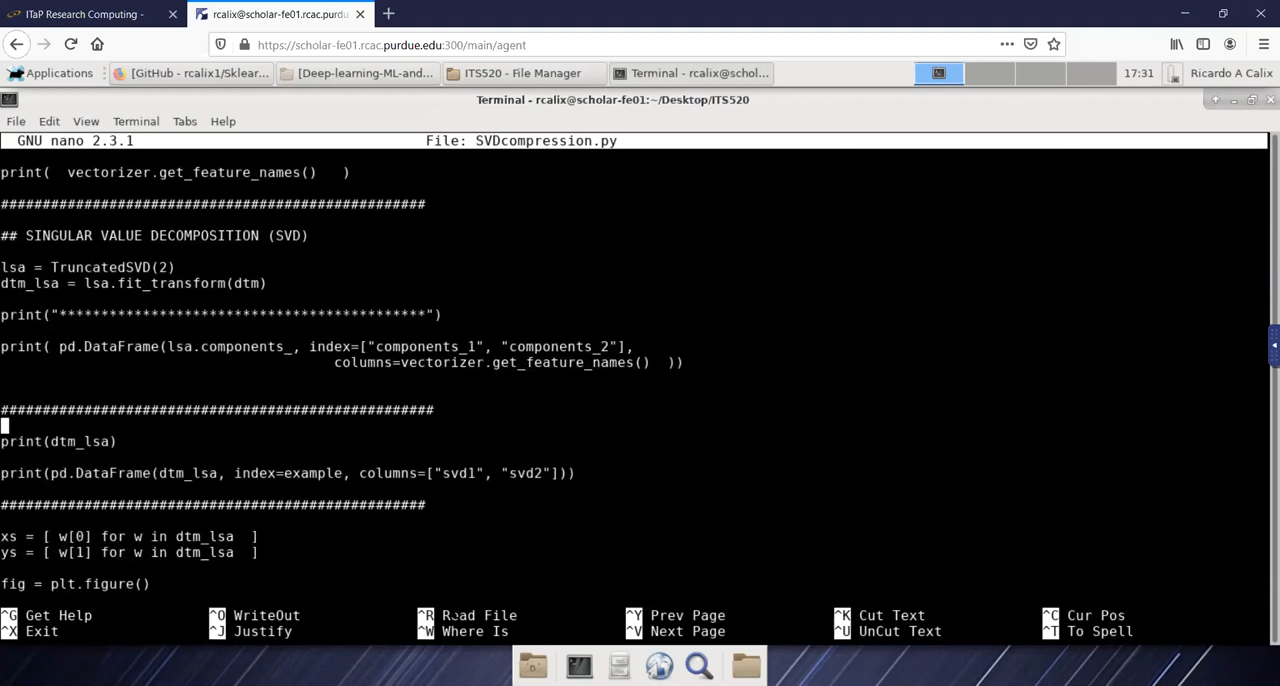 ITaP Research Computing -
rcalix@scholar-fe01.rcac.purdu
https://scholar-fe01.rcac.purdue.edu:300/main/agent
Applications
[GitHub - rcalix1/Sklear...
[Deep-learning-ML-and...
ITS520 - File Manager
Terminal - rcalix@schol...
17:31
Ricardo A Calix
Terminal - rcalix@scholar-fe01:~/Desktop/ITS520
File Edit View Terminal Tabs Help
GNU nano 2.3.1 File: SVDcompression.py
print(  vectorizer.get_feature_names()   )
###################################################
## SINGULAR VALUE DECOMPOSITION (SVD)
lsa = TruncatedSVD(2)
dtm_lsa = lsa.fit_transform(dtm)
print("********************************************")
print( pd.DataFrame(lsa.components_, index=["components_1", "components_2"],
columns=vectorizer.get_feature_names()  ))
####################################################
print(dtm_lsa)
print(pd.DataFrame(dtm_lsa, index=example, columns=["svd1", "svd2"]))
###################################################
xs = [ w[0] for w in dtm_lsa  ]
ys = [ w[1] for w in dtm_lsa  ]
fig = plt.figure()
^G Get Help ^O WriteOut ^R Read File ^Y Prev Page ^K Cut Text ^C Cur Pos
^X Exit ^J Justify ^W Where Is ^V Next Page ^U UnCut Text ^T To Spell